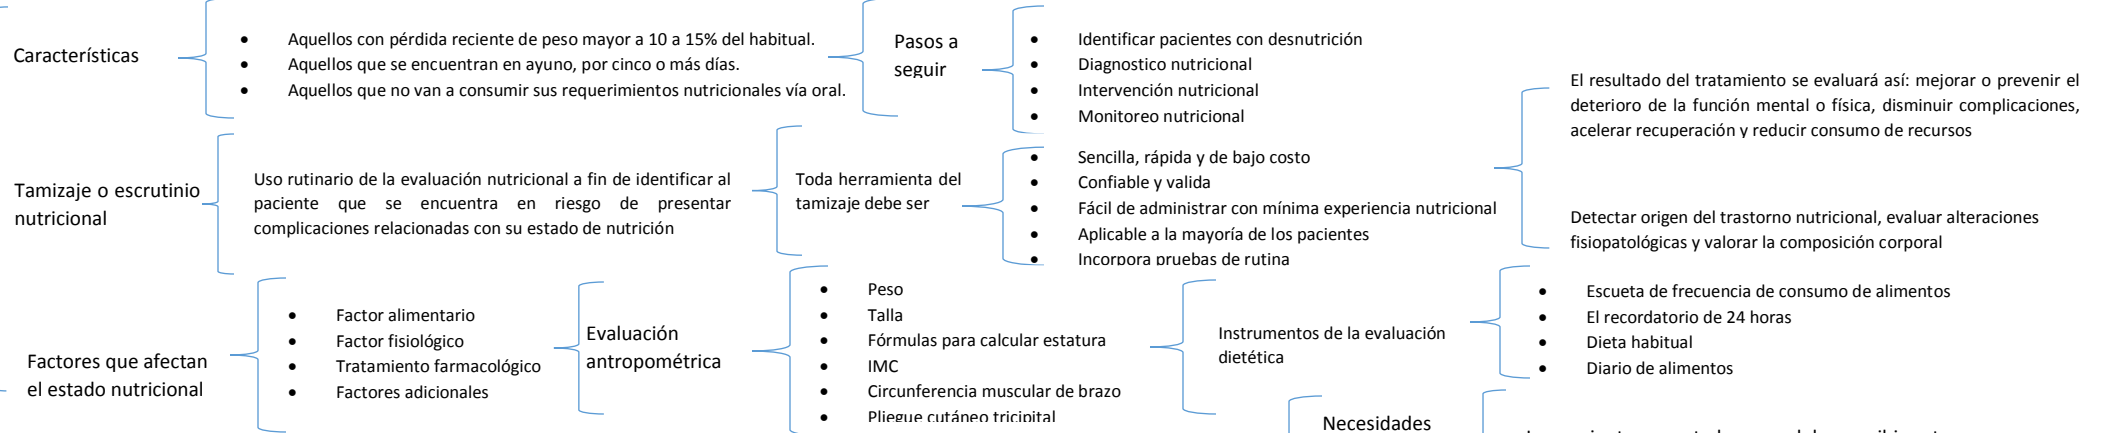 Características
Aquellos con pérdida reciente de peso mayor a 10 a 15% del habitual.
Aquellos que se encuentran en ayuno, por cinco o más días.
Aquellos que no van a consumir sus requerimientos nutricionales vía oral.
Pasos a
seguir
Identificar pacientes con desnutrición
Diagnostico nutricional
Intervención nutricional
Monitoreo nutricional
El resultado del tratamiento se evaluará así: mejorar o prevenir el
deterioro de la función mental o física, disminuir complicaciones,
acelerar recuperación y reducir consumo de recursos
Tamizaje o escrutinio
nutricional
Uso rutinario de la evaluación nutricional a fin de identificar al
paciente que se encuentra en riesgo de presentar
complicaciones relacionadas con su estado de nutrición
Toda herramienta del
tamizaje debe ser
Sencilla, rápida y de bajo costo
Confiable y valida
Fácil de administrar con mínima experiencia nutricional
Aplicable a la mayoría de los pacientes
Incorpora pruebas de rutina
Detectar origen del trastorno nutricional, evaluar alteraciones
fisiopatológicas y valorar la composición corporal
Factores que afectan
el estado nutricional
Factor alimentario
Factor fisiológico
Tratamiento farmacológico
Factores adicionales
Evaluación
antropométrica
Peso
Talla
Fórmulas para calcular estatura
IMC
Circunferencia muscular de brazo
Pliegue cutáneo tricipital
Instrumentos de la evaluación
dietética
Escueta de frecuencia de consumo de alimentos
El recordatorio de 24 horas
Dieta habitual
Diario de alimentos
Necesidades